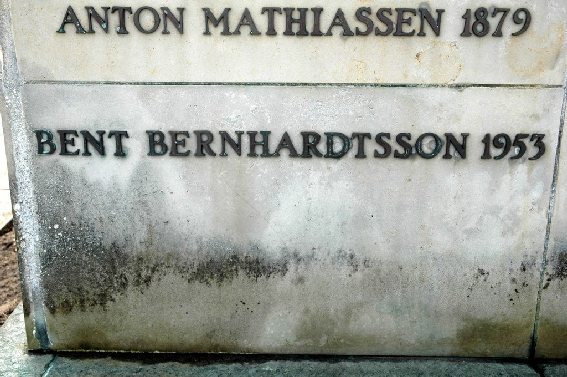 ANTON MATHIASSEN 1879
BENT BERNHARDTSSON 1953